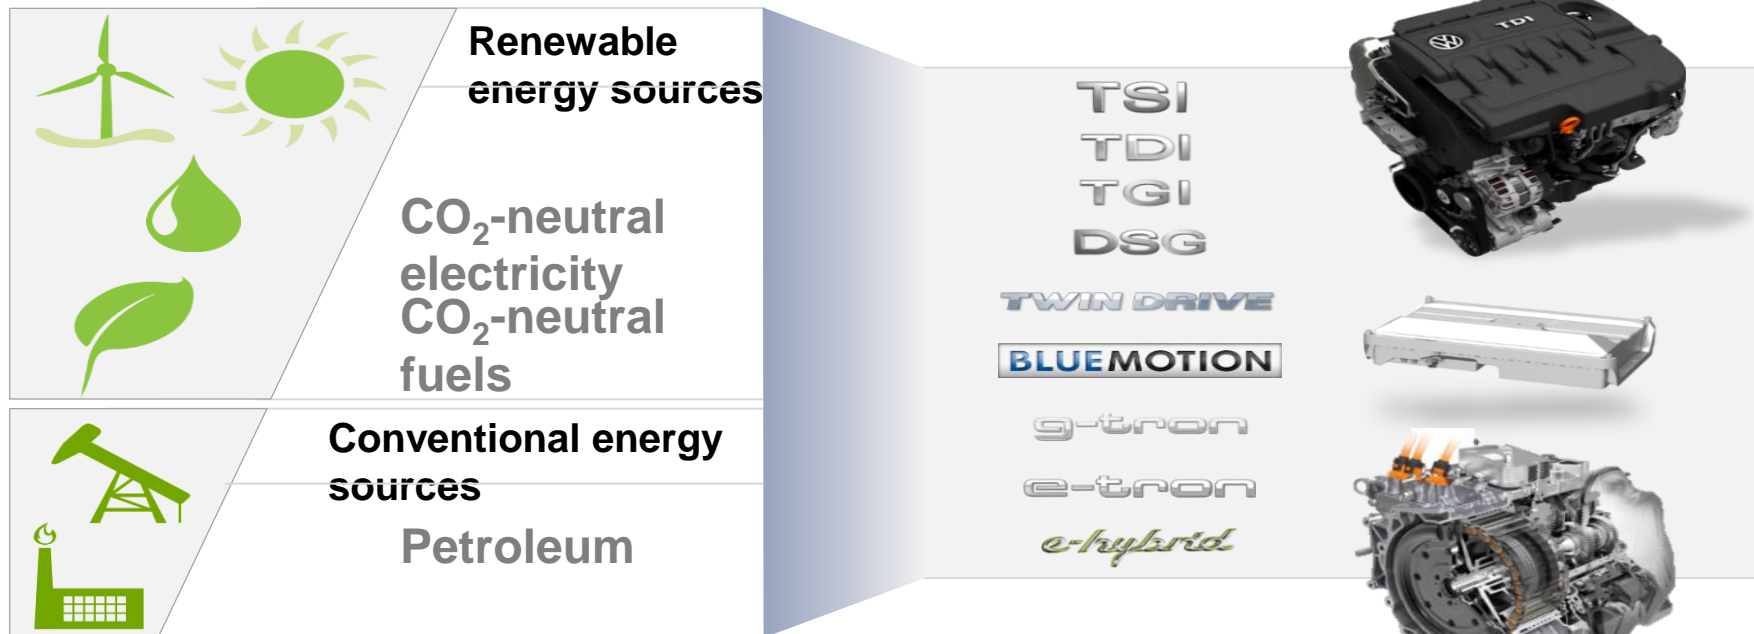 Renewable
energy sources
CO₂-neutral
electricity
CO₂-neutral
fuels
Conventional energy
sources
Petroleum
TSI
TDI
TGI
DSG
TWIN DRIVE
BLUEMOTION
g-tron
e-tron
e-hybrid
TDI